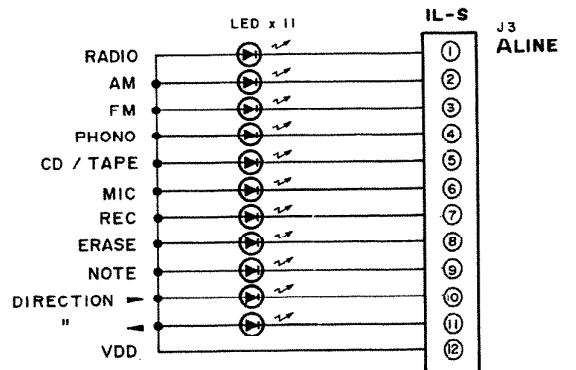 LED x 11
IL-S
J3
ALINE
RADIO ①
AM ②
FM ③
PHONO ④
CD / TAPE ⑤
MIC ⑥
REC ⑦
ERASE ⑧
NOTE ⑨
DIRECTION ► ⑩
" ◄ ⑪
VDD ⑫